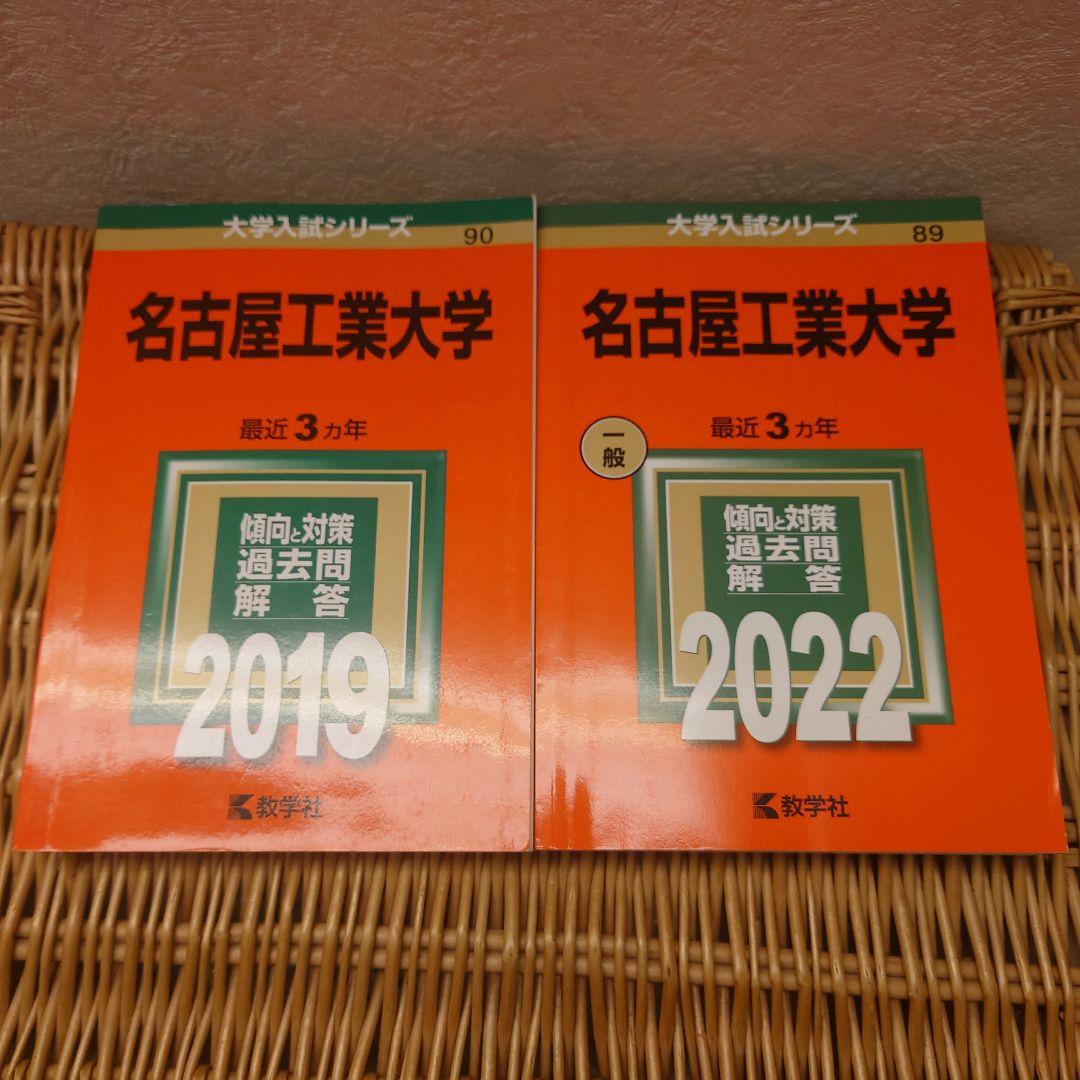 大学入試シリーズ
90
名古屋工業大学
最近3ヵ年
傾向と対策
過去問
解答
2019
教学社
大学入試シリーズ
89
名古屋工業大学
一般
最近3ヵ年
傾向と対策
過去問
解答
2022
教学社